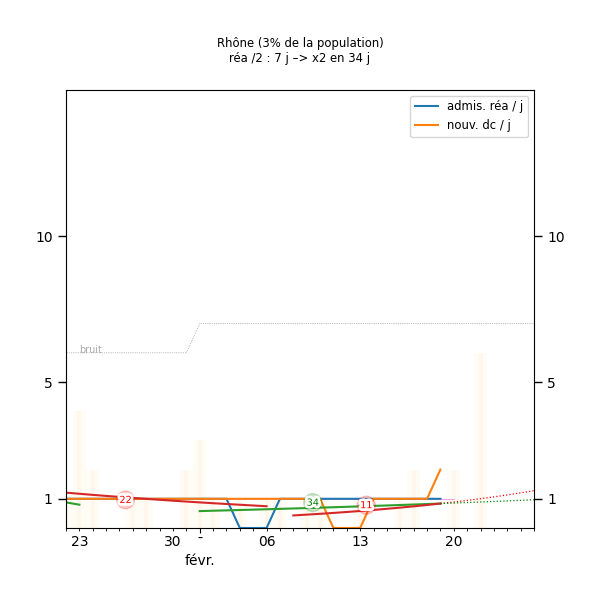 Rhône (3% de la population)
réa /2 : 7 j –> x2 en 34 j
admis. réa / j
nouv. dc / j
10 10
bruit
5 5
22 34 11
1 1
23 30 - 06 13 20
févr.